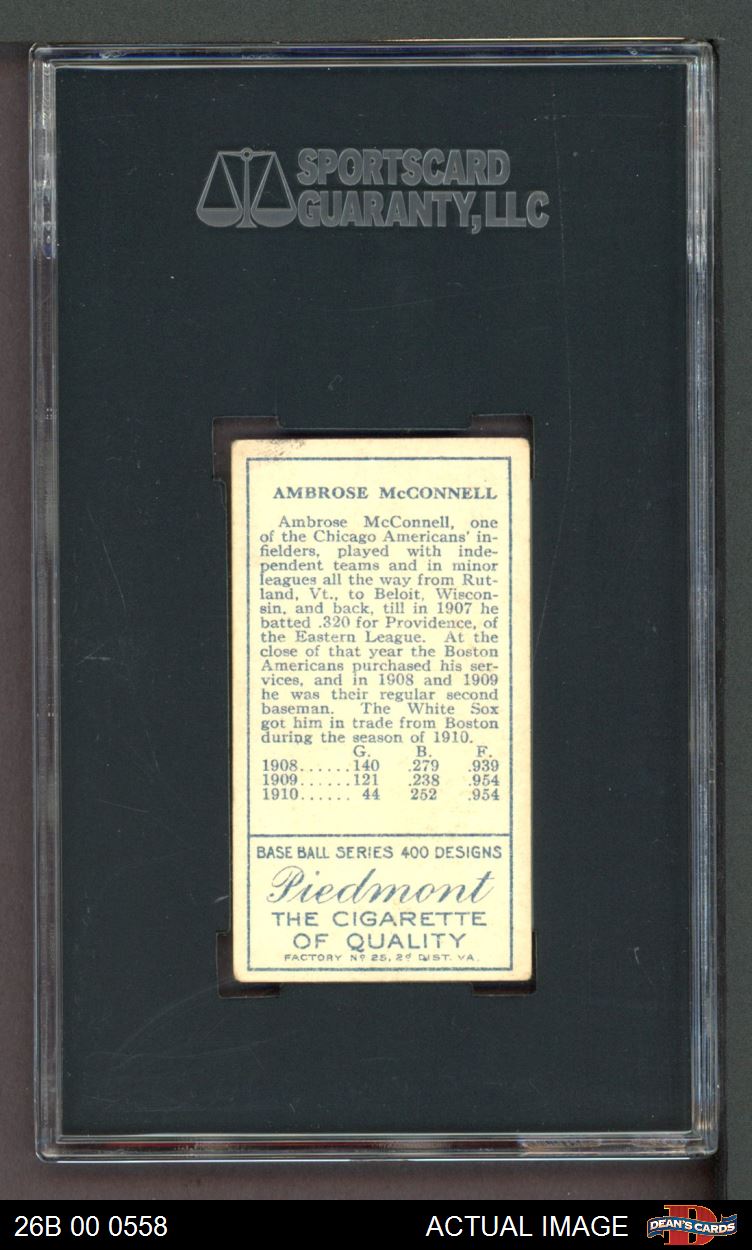 SPORTSCARD
GUARANTY, LLC
AMBROSE McCONNELL
Ambrose McConnell, one
of the Chicago Americans' in-
fielders, played with inde-
pendent teams and in minor
leagues all the way from Rut-
land, Vt., to Beloit, Wiscon-
sin, and back, till in 1907 he
batted .320 for Providence, of
the Eastern League. At the
close of that year the Boston
Americans purchased his ser-
vices, and in 1908 and 1909
he was their regular second
baseman. The White Sox
got him in trade from Boston
during the season of 1910.
G. B. F.
1908......140 .279 .939
1909......121 .238 .954
1910...... 44 252 .954
BASE BALL SERIES 400 DESIGNS
Piedmont
THE CIGARETTE
OF QUALITY
FACTORY Nº 25, 2d DIST. VA.
26B 00 0558 ACTUAL IMAGE DEAN'S CARDS